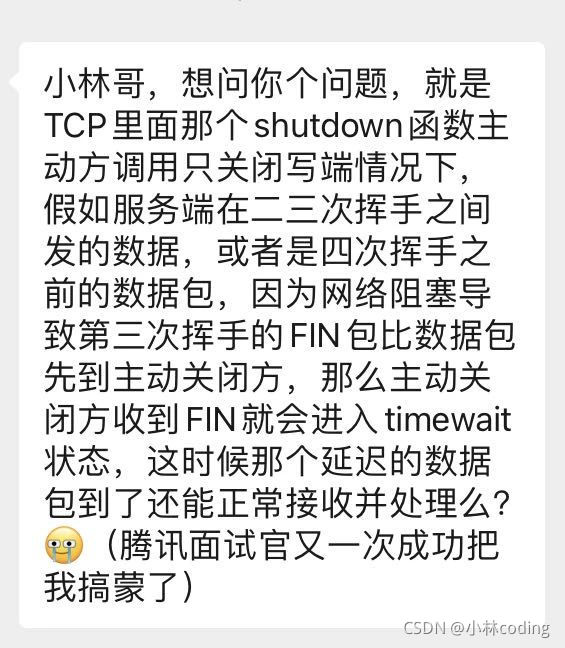 小林哥，想问你个问题，就是
TCP里面那个shutdown函数主
动方调用只关闭写端情况下，
假如服务端在二三次挥手之间
发的数据，或者是四次挥手之
前的数据包，因为网络阻塞导
致第三次挥手的FIN包比数据包
先到主动关闭方，那么主动关
闭方收到FIN就会进入timewait
状态，这时候那个延迟的数据
包到了还能正常接收并处理么?
（腾讯面试官又一次成功把
我搞蒙了）
CSDN @小林coding